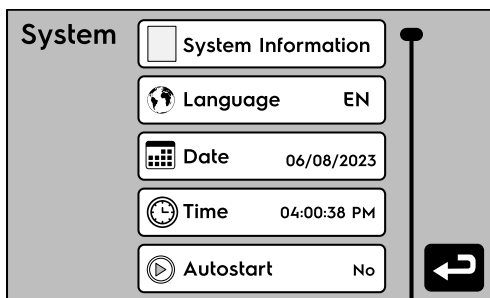 System
System Information
Language EN
Date 06/08/2023
Time 04:00:38 PM
Autostart No